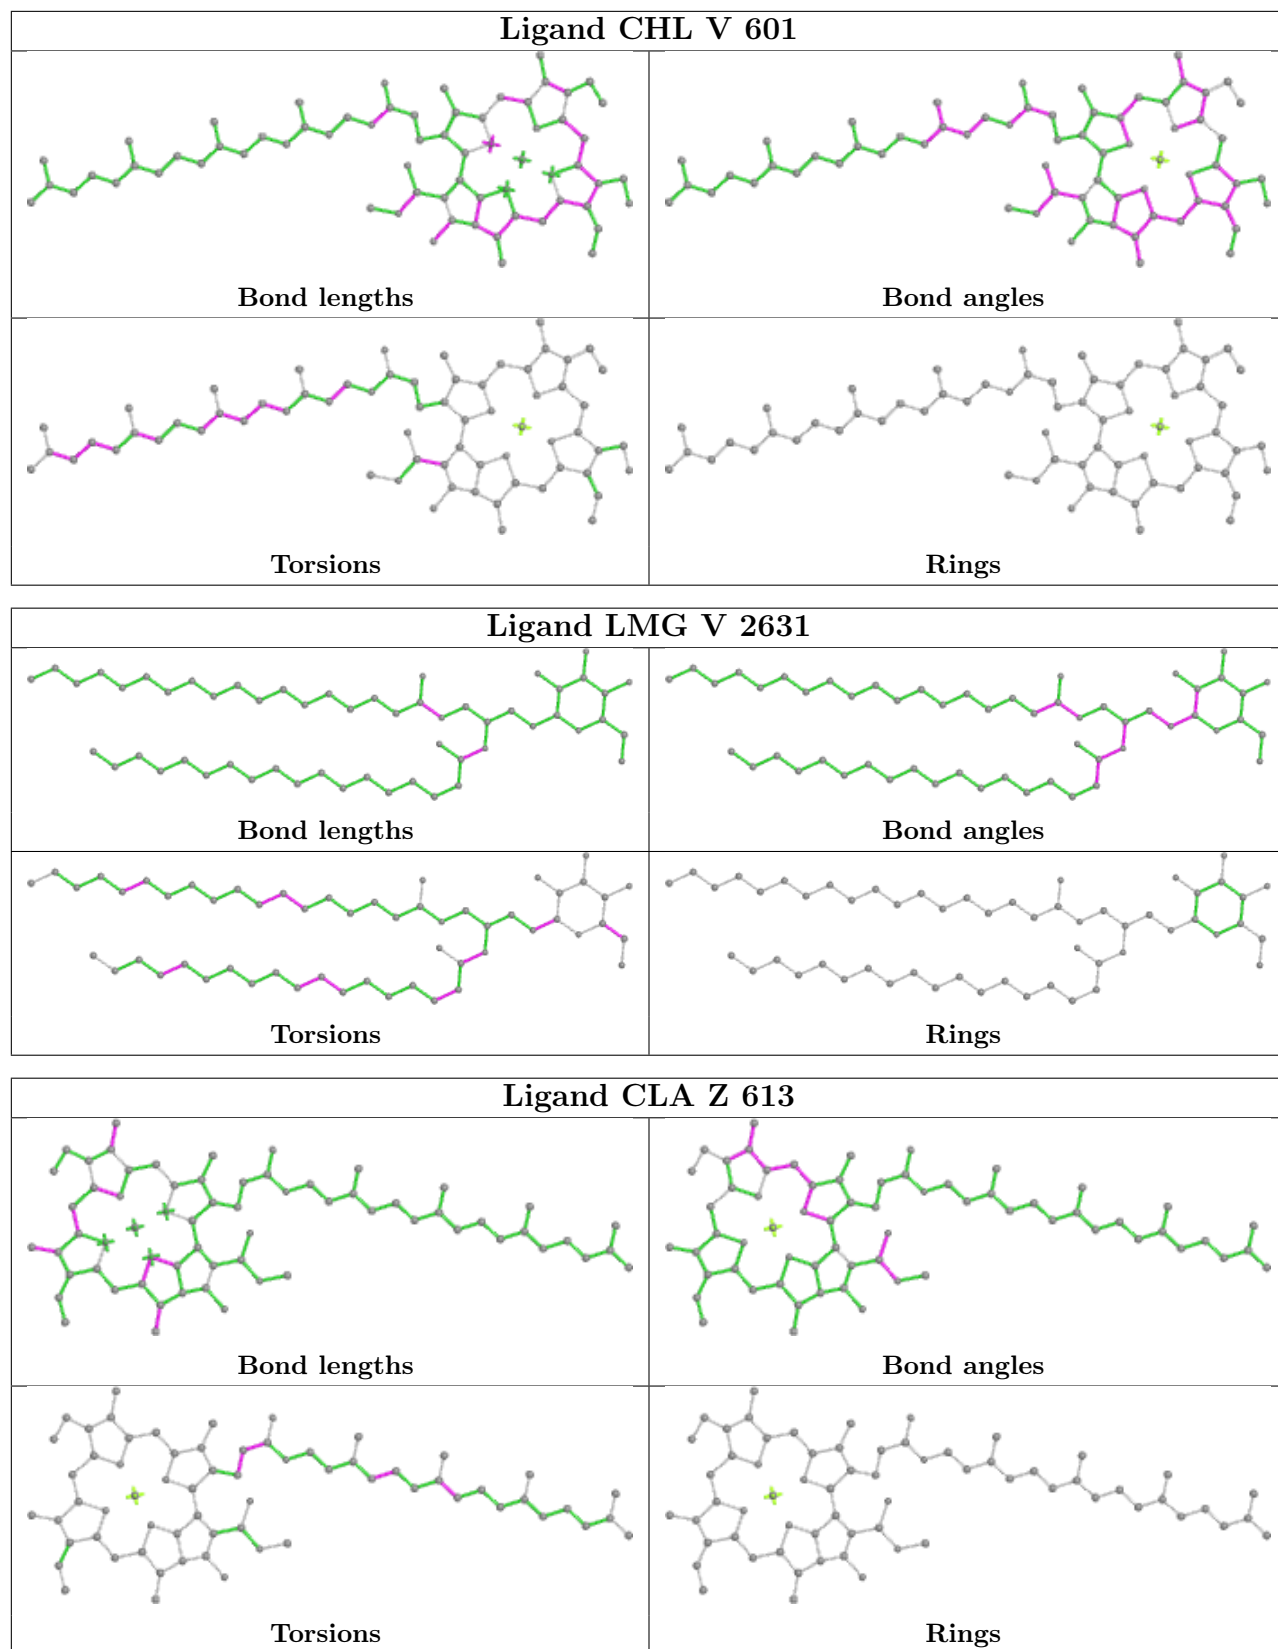 Ligand CHL V 601
Bond lengths
Bond angles
Torsions
Rings
Ligand LMG V 2631
Bond lengths
Bond angles
Torsions
Rings
Ligand CLA Z 613
Bond lengths
Bond angles
Torsions
Rings